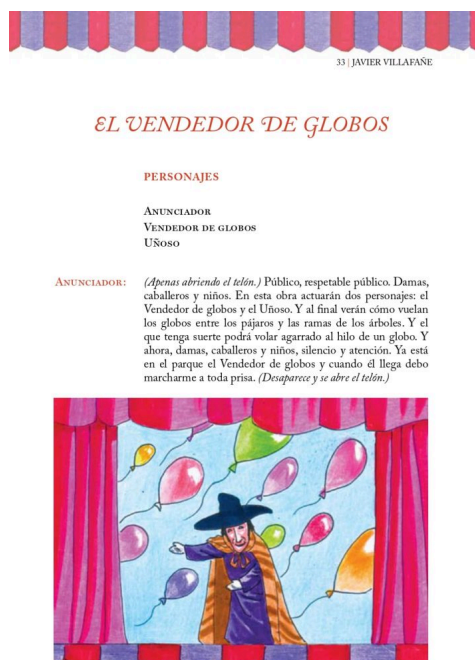 33 | JAVIER VILLAFAÑE
EL VENDEDOR DE GLOBOS
PERSONAJES
ANUNCIADOR
VENDEDOR DE GLOBOS
UÑOSO
ANUNCIADOR: (Apenas abriendo el telón.) Público, respetable público. Damas,
caballeros y niños. En esta obra actuarán dos personajes: el
Vendedor de globos y el Uñoso. Y al final verán cómo vuelan
los globos entre los pájaros y las ramas de los árboles. Y el
que tenga suerte podrá volar agarrado al hilo de un globo. Y
ahora, damas, caballeros y niños, silencio y atención. Ya está
en el parque el Vendedor de globos y cuando él llega debo
marcharme a toda prisa. (Desaparece y se abre el telón.)